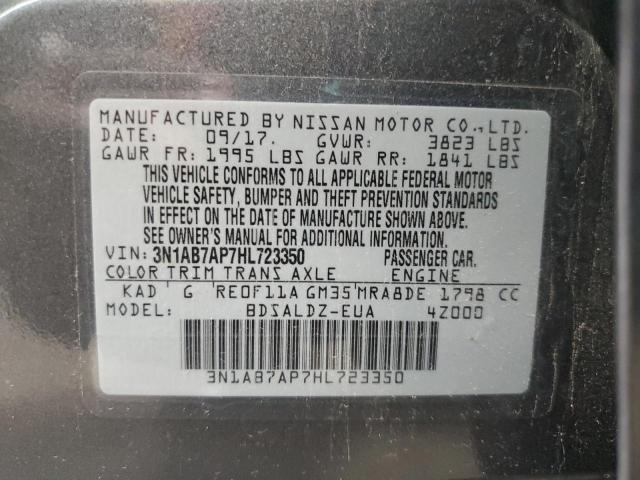 MANUFACTURED BY NISSAN MOTOR CO., LTD.
DATE: 09/17. GVWR: 3823 LBS
GAWR FR: 1995 LBS GAWR RR: 1841 LBS
THIS VEHICLE CONFORMS TO ALL APPLICABLE FEDERAL MOTOR
VEHICLE SAFETY, BUMPER AND THEFT PREVENTION STANDARDS
IN EFFECT ON THE DATE OF MANUFACTURE SHOWN ABOVE.
SEE OWNER'S MANUAL FOR ADDITIONAL INFORMATION.
VIN: 3N1AB7AP7HL723350 PASSENGER CAR.
COLOR TRIM TRANS AXLE ENGINE
KAD G RE0F11A GM35 MRA8DE 1798 CC
MODEL: BDSALDZ-EUA 4Z000
3N1AB7AP7HL723350